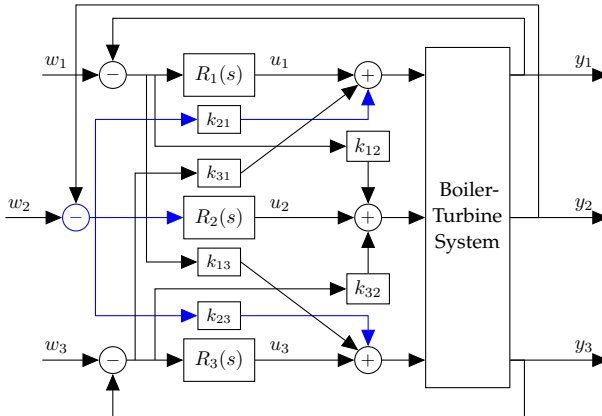 w₁ − R₁(s) u₁ + y₁
k₂₁
k₁₂
k₃₁
Boiler-
Turbine
System
w₂ − R₂(s) u₂ + y₂
k₁₃
k₃₂
k₂₃
w₃ − R₃(s) u₃ + y₃